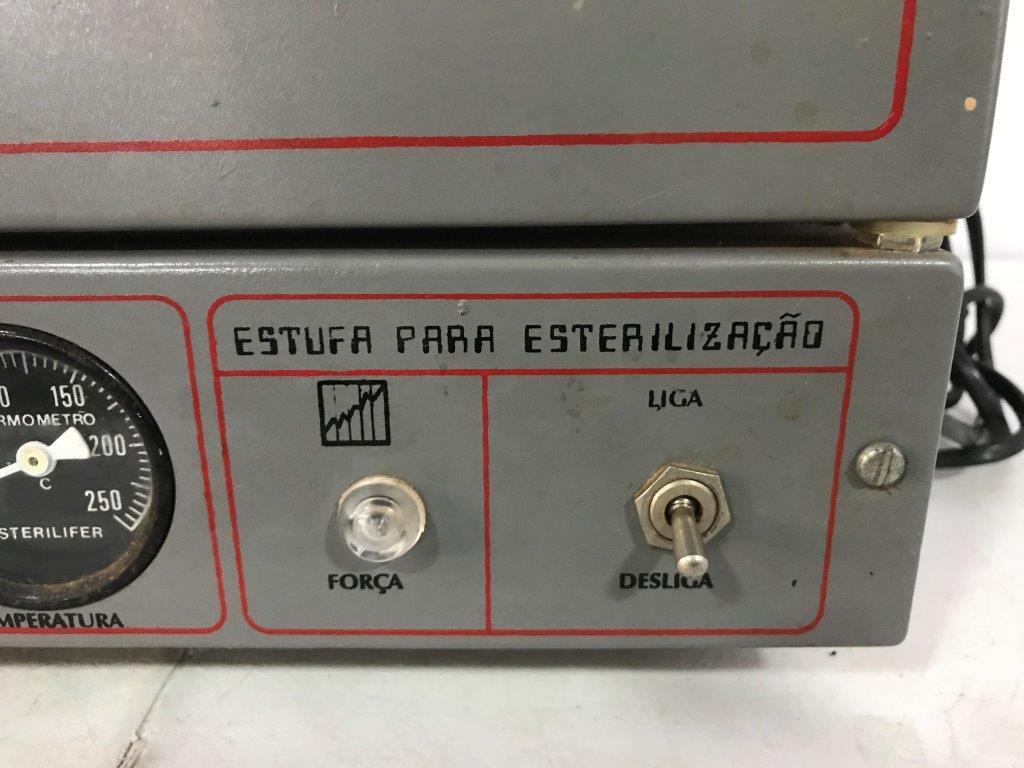 ESTUFA PARA ESTERILIZAÇÃO
LIGA
150
RMOMETRO
200
C
250
STERILIFER
FORÇA
DESLIGA
MPERATURA